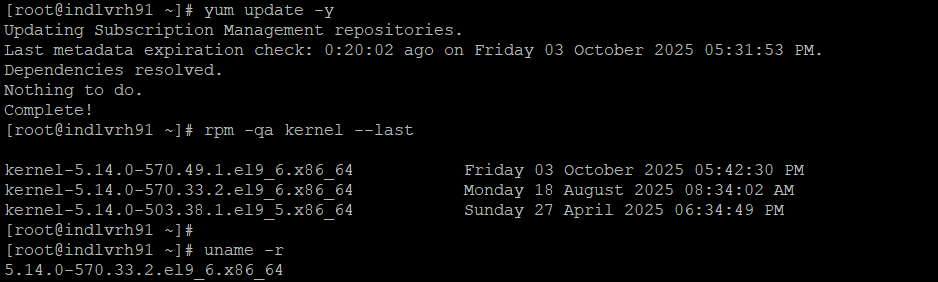 [root@indlvrh91 ~]# yum update -y
Updating Subscription Management repositories.
Last metadata expiration check: 0:20:02 ago on Friday 03 October 2025 05:31:53 PM.
Dependencies resolved.
Nothing to do.
Complete!
[root@indlvrh91 ~]# rpm -qa kernel --last
kernel-5.14.0-570.49.1.el9_6.x86_64 Friday 03 October 2025 05:42:30 PM
kernel-5.14.0-570.33.2.el9_6.x86_64 Monday 18 August 2025 08:34:02 AM
kernel-5.14.0-503.38.1.el9_5.x86_64 Sunday 27 April 2025 06:34:49 PM
[root@indlvrh91 ~]#
[root@indlvrh91 ~]# uname -r
5.14.0-570.33.2.el9_6.x86_64